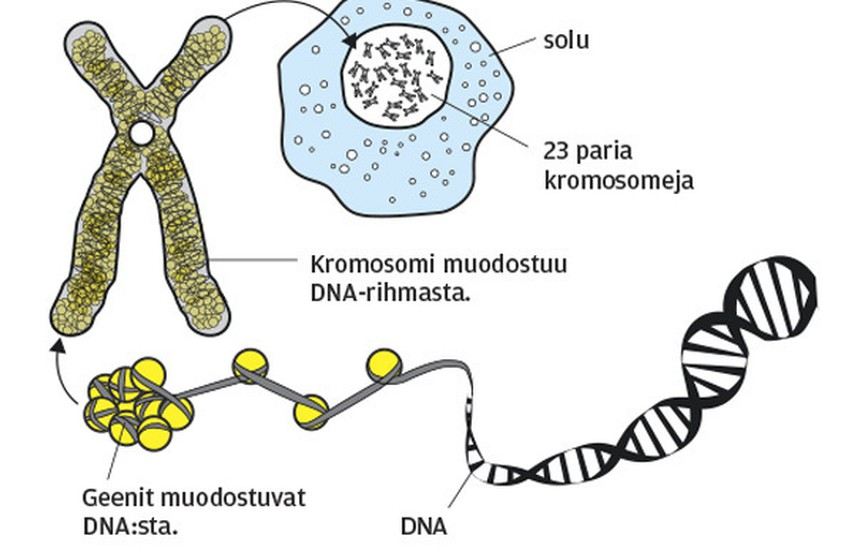 solu
23 paria
kromosomeja
Kromosomi muodostuu
DNA-rihmasta.
Geenit muodostuvat
DNA:sta.
DNA